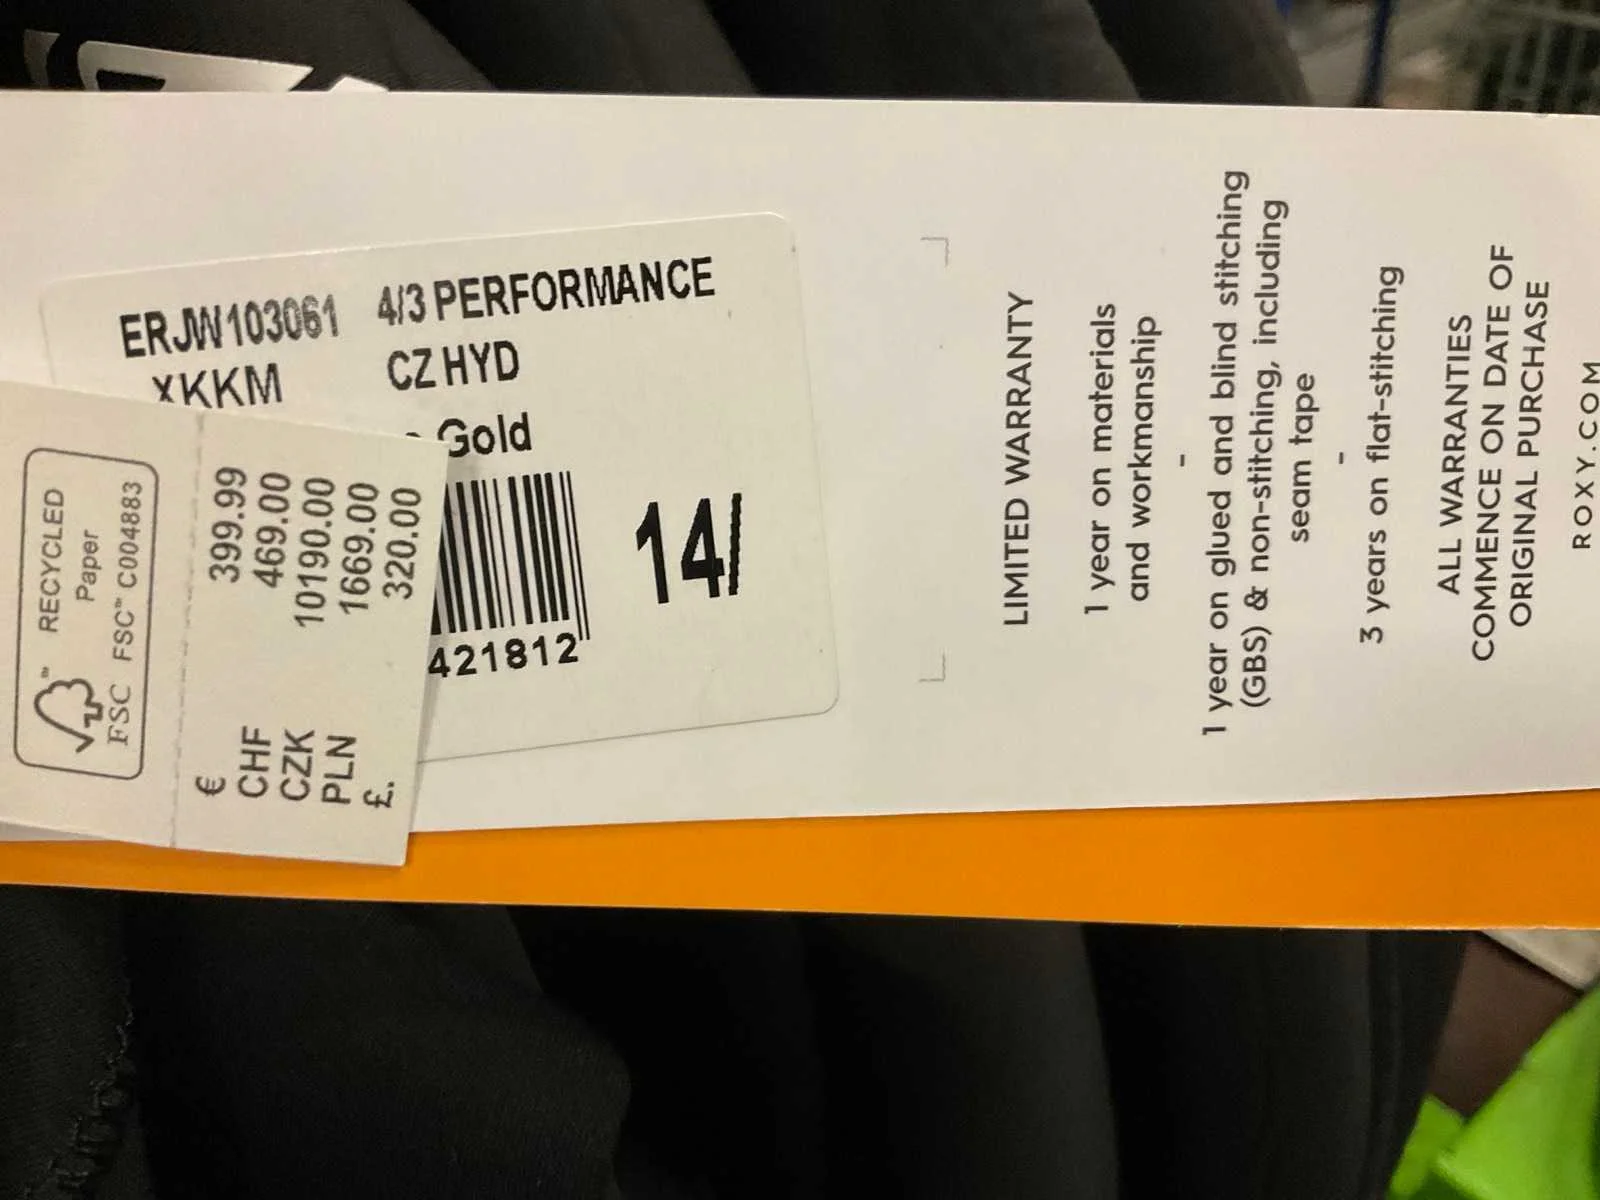 ERJW103061 4/3 PERFORMANCE
XKKM CZ HYD
Gold
421812
14/
RECYCLED
Paper
FSC™ C004883
FSC™
€ 399.99
CHF 469.00
CZK 10190.00
PLN 1669.00
£. 320.00
LIMITED WARRANTY
1 year on materials
and workmanship
-
1 year on glued and blind stitching
(GBS) & non-stitching, including
seam tape
-
3 years on flat-stitching
ALL WARRANTIES
COMMENCE ON DATE OF
ORIGINAL PURCHASE
ROXY.COM